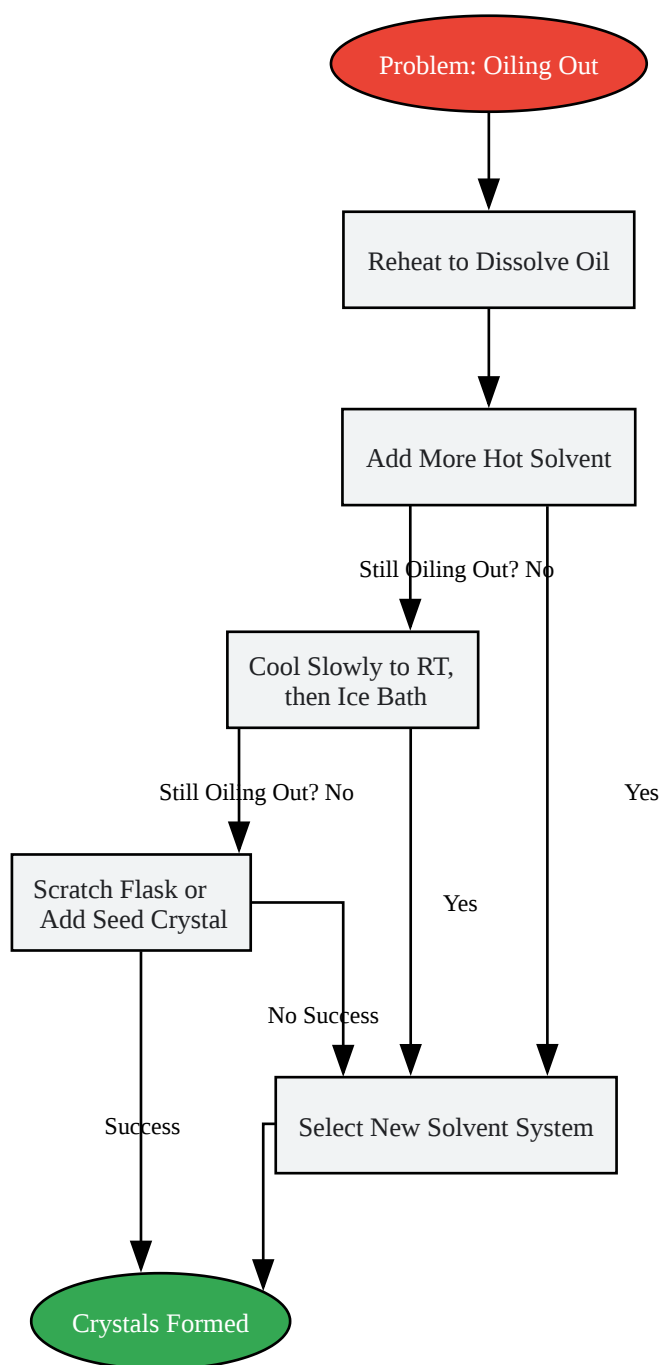 Problem: Oiling Out
Reheat to Dissolve Oil
Add More Hot Solvent
Still Oiling Out? No
Cool Slowly to RT,
then Ice Bath
Still Oiling Out? No
Yes
Scratch Flask or
Add Seed Crystal
Yes
No Success
Success
Select New Solvent System
Crystals Formed